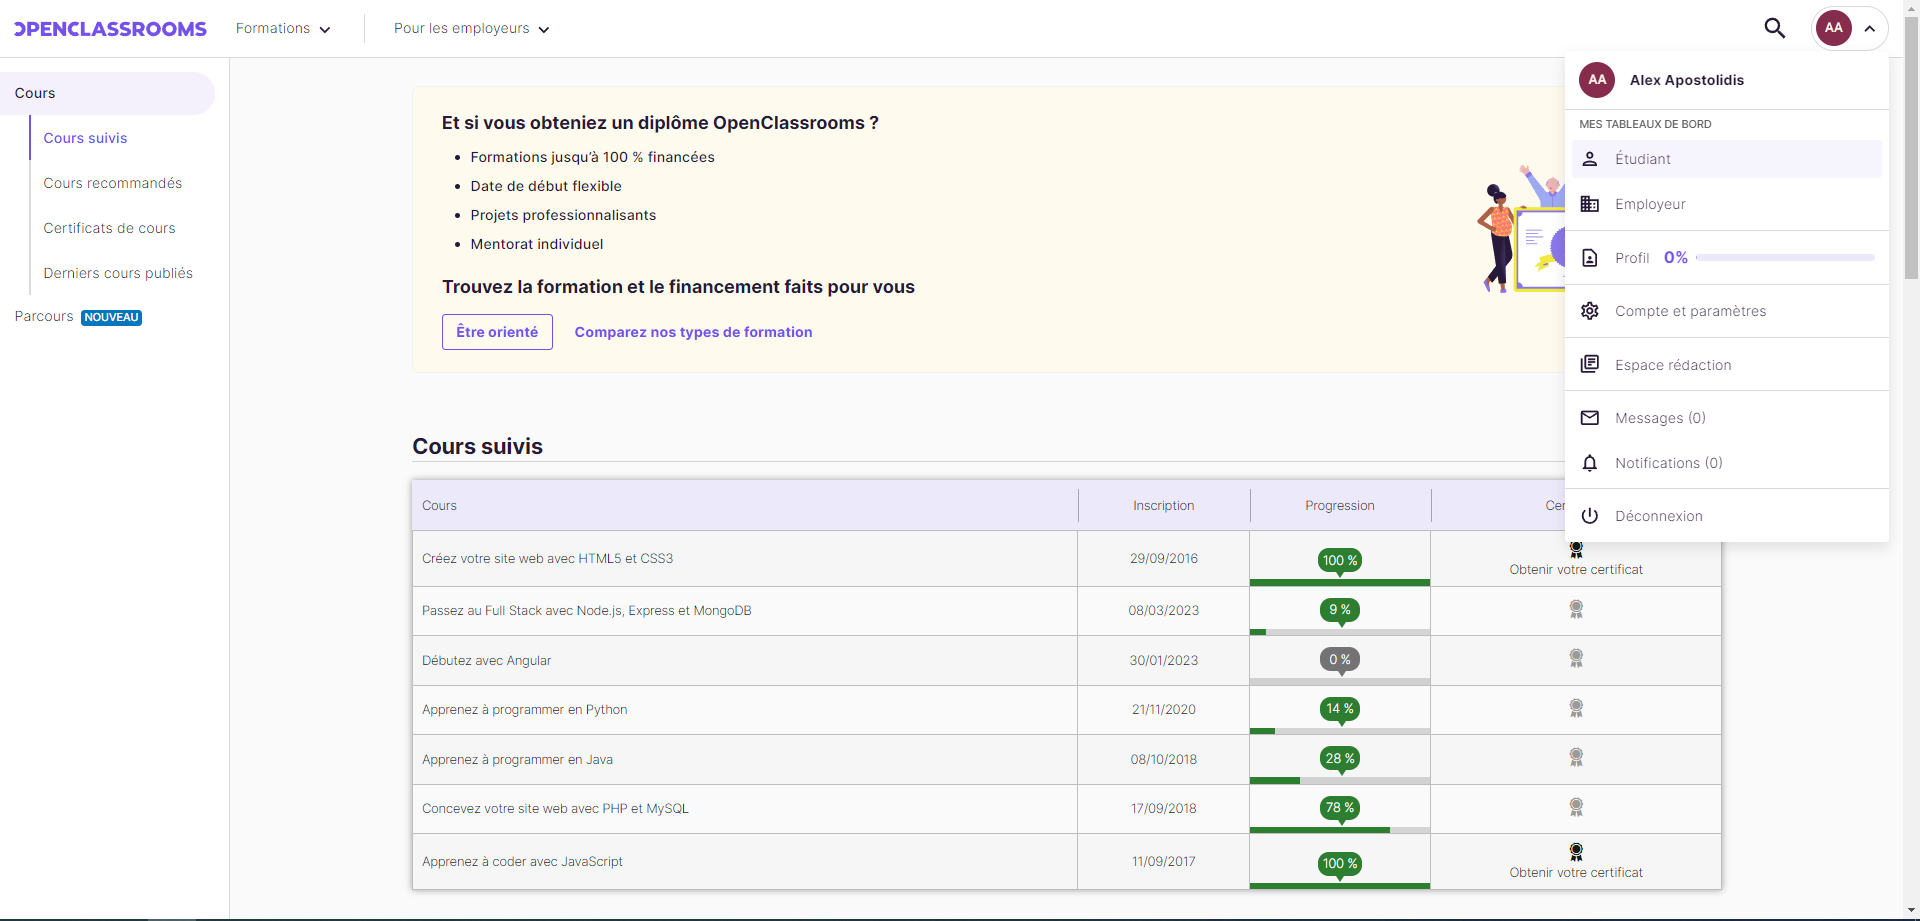 OPENCLASSROOMS
Formations
Pour les employeurs
AA
Cours
Cours suivis
Cours recommandés
Certificats de cours
Derniers cours publiés
Parcours NOUVEAU
Et si vous obteniez un diplôme OpenClassrooms ?
Formations jusqu'à 100 % financées
Date de début flexible
Projets professionnalisants
Mentorat individuel
Trouvez la formation et le financement faits pour vous
Être orienté
Comparez nos types de formation
AA Alex Apostolidis
MES TABLEAUX DE BORD
Étudiant
Employeur
Profil 0%
Compte et paramètres
Espace rédaction
Messages (0)
Notifications (0)
Déconnexion
Cours suivis
Cours Inscription Progression Cer
Créez votre site web avec HTML5 et CSS3 29/09/2016 100 % Obtenir votre certificat
Passez au Full Stack avec Node.js, Express et MongoDB 08/03/2023 9 %
Débutez avec Angular 30/01/2023 0 %
Apprenez à programmer en Python 21/11/2020 14 %
Apprenez à programmer en Java 08/10/2018 28 %
Concevez votre site web avec PHP et MySQL 17/09/2018 78 %
Apprenez à coder avec JavaScript 11/09/2017 100 % Obtenir votre certificat